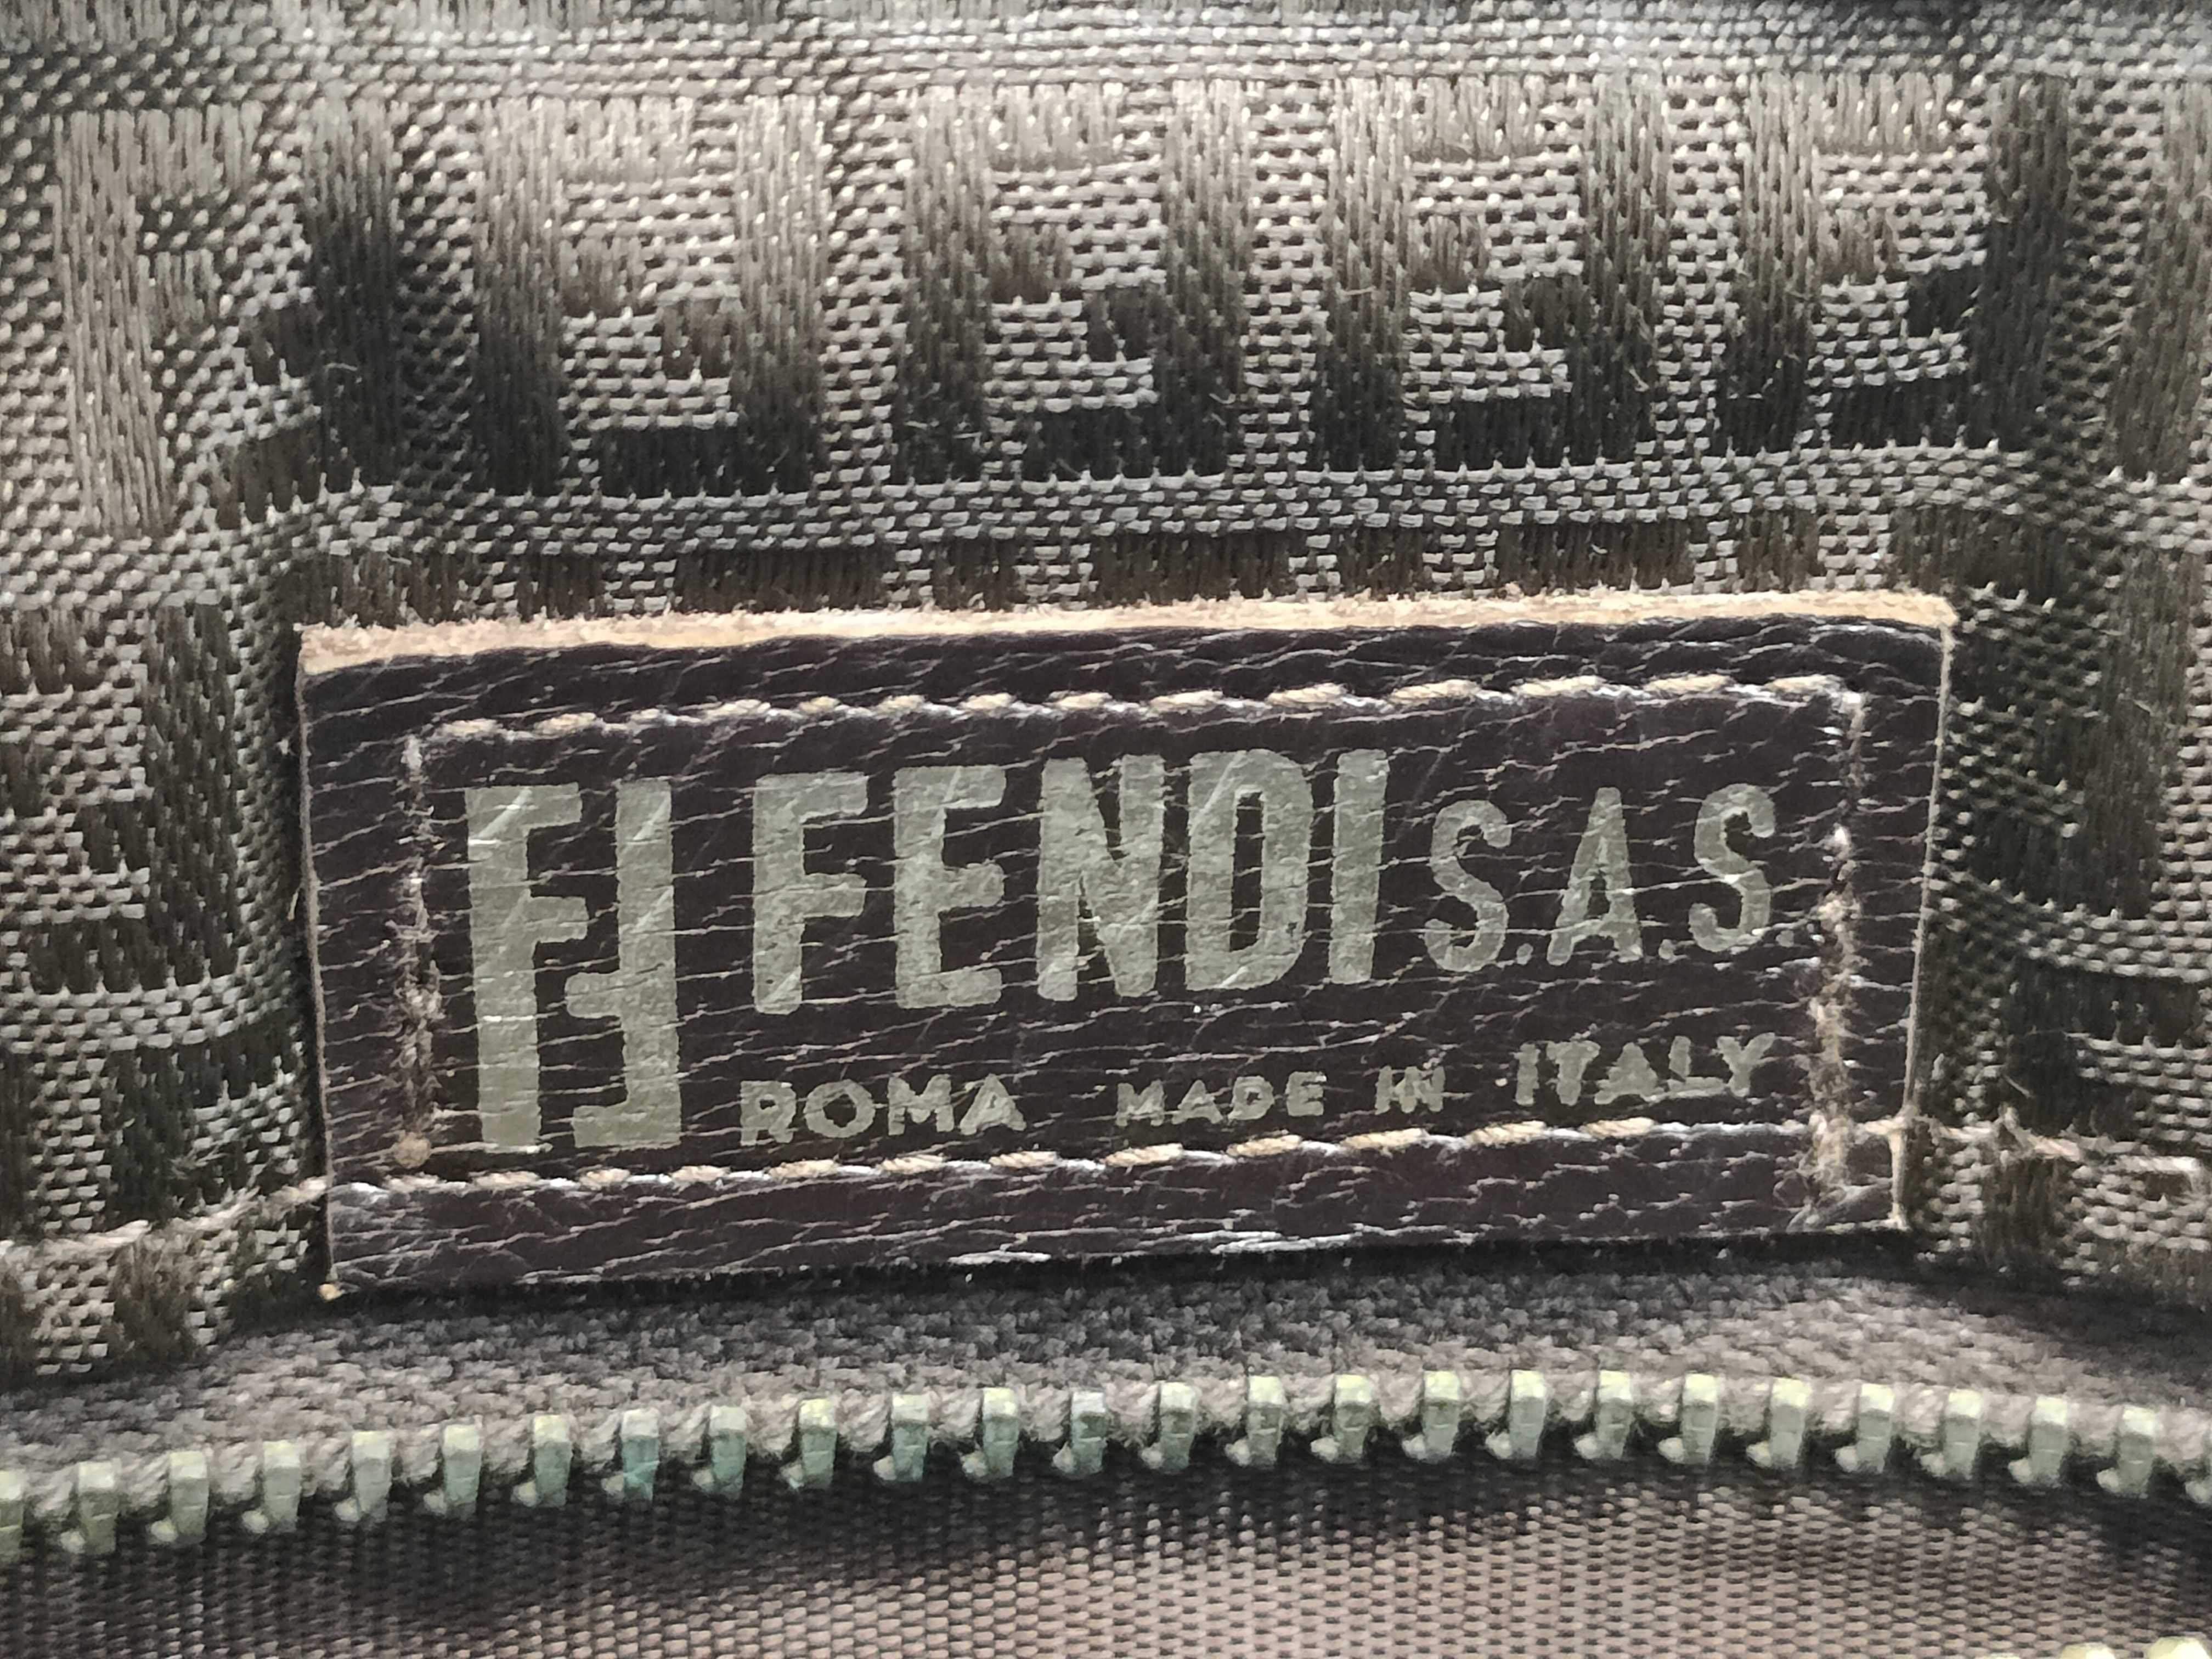 FF FENDI S.A.S.
ROMA MADE IN ITALY